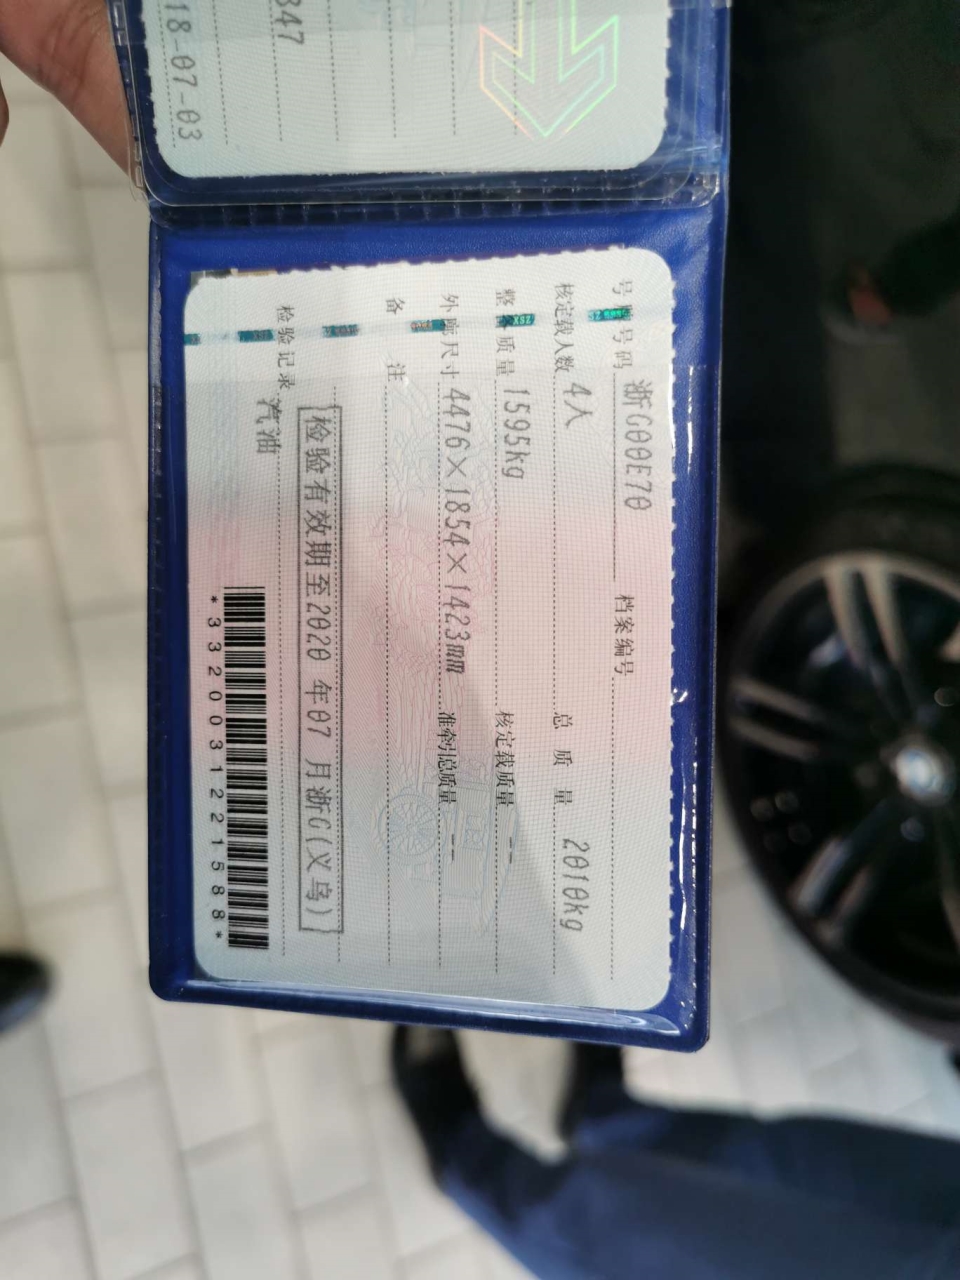 347
18-07-03
号牌号码 浙G00E70 档案编号
核定载人数 4人 总质量 2010kg
整备质量 1595kg 核定载质量 --
外廓尺寸 4476×1854×1423mm 准牵引总质量 --
备注
检验有效期至2020年07月浙G(义乌)
检验记录
汽油
*3320031221588*